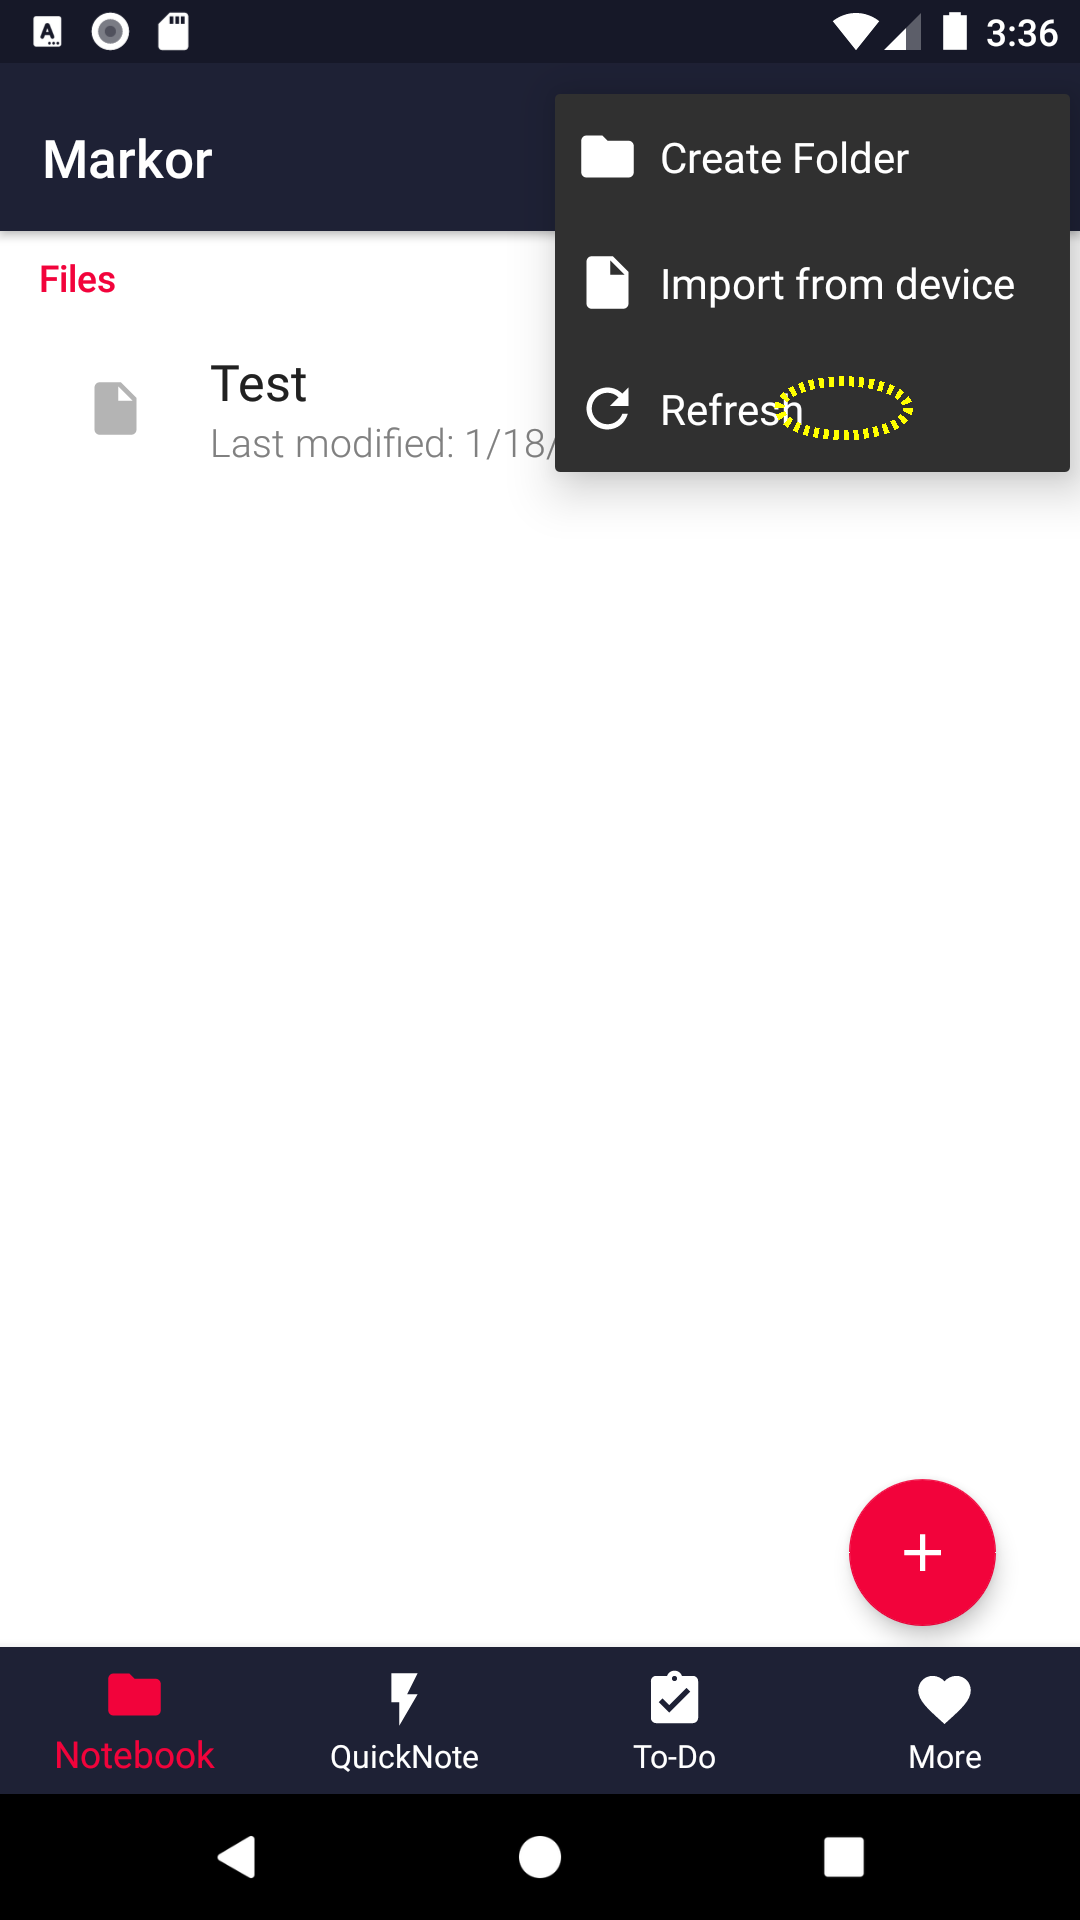 3:36
Markor
Create Folder
Import from device
Refresh
Files
Test
Last modified: 1/18/
Notebook
QuickNote
To-Do
More